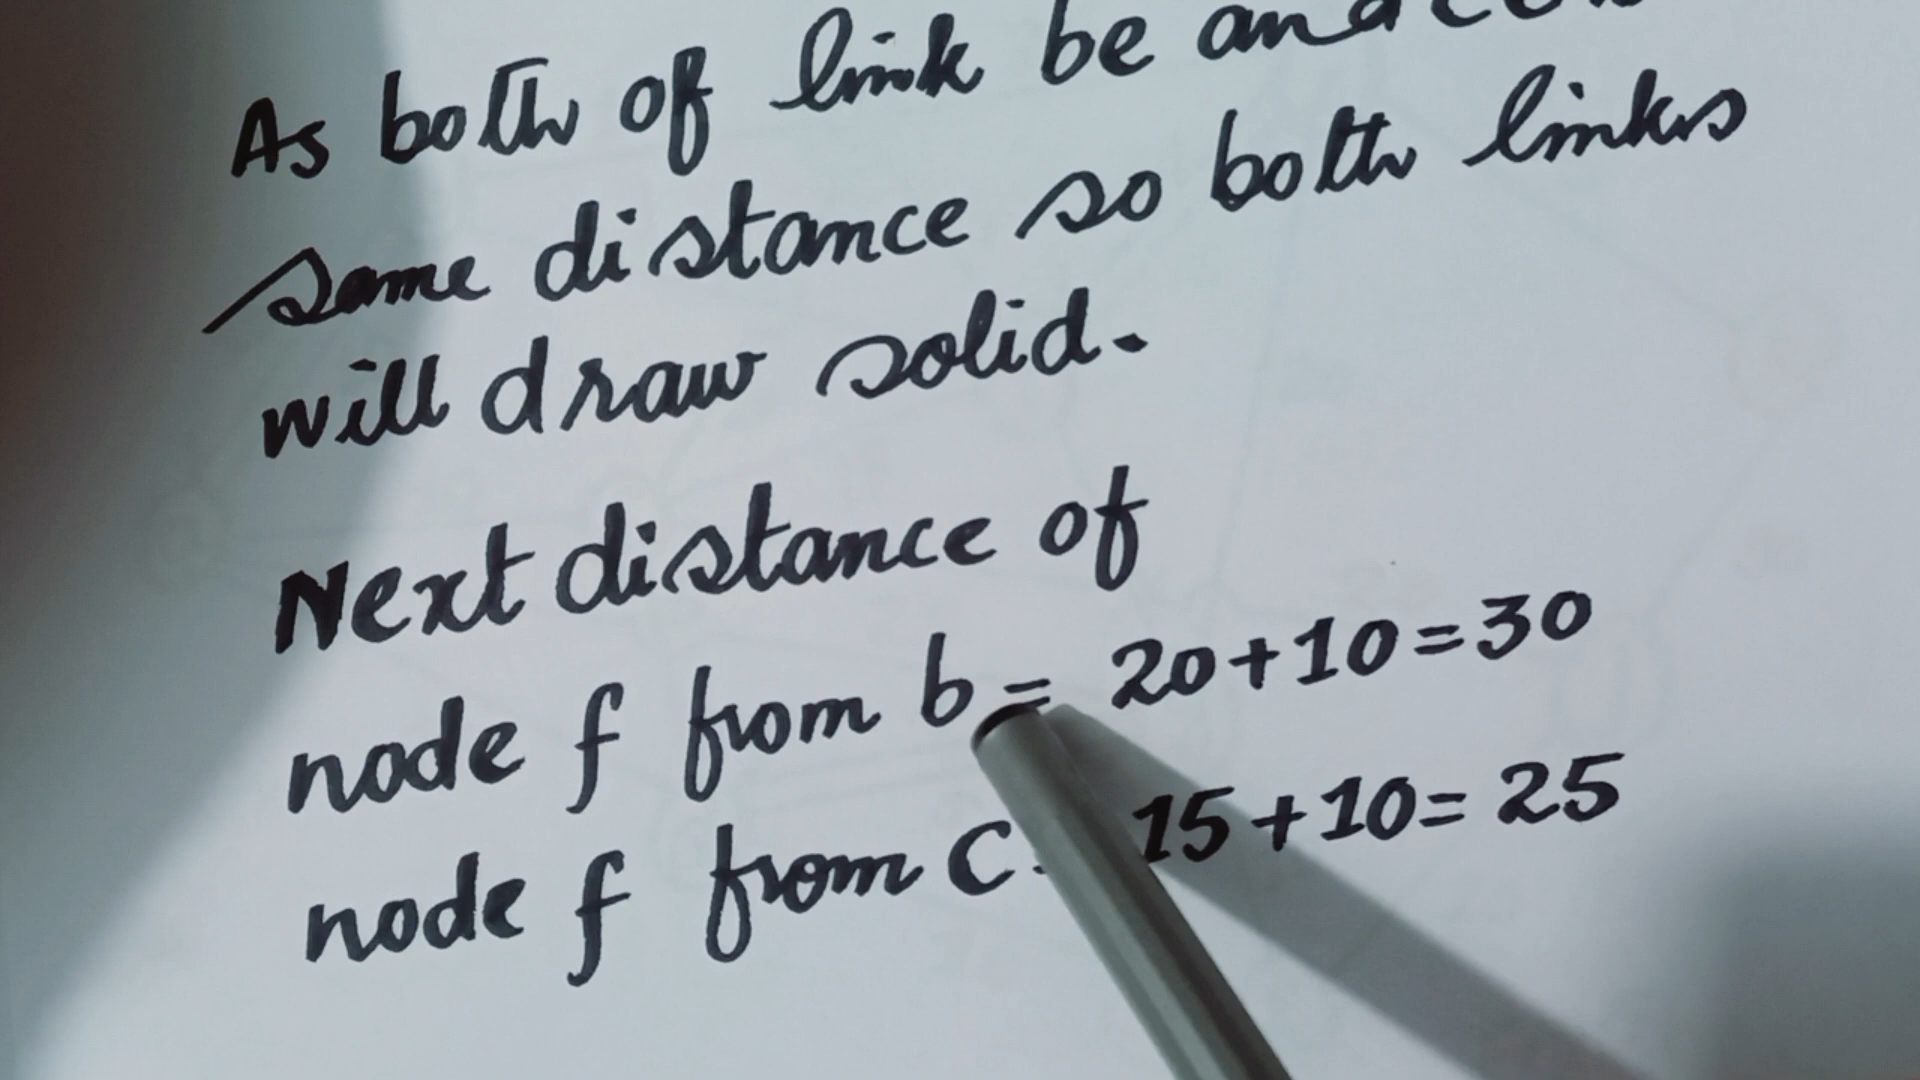 As both of link be and
same distance so both links
will draw solid.
Next distance of
node f from b = 20+10=30
node f from c 15+10= 25